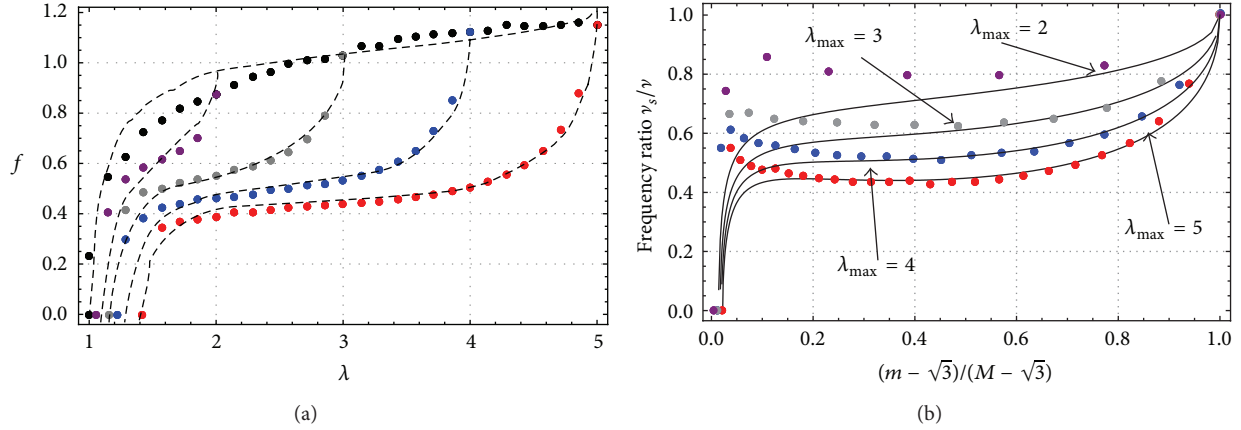 1.2
1.0
0.8
0.6
0.4
0.2
0.0
f
1 2 3 4 5
λ
(a)
1.0
0.8
0.6
0.4
0.2
0.0
Frequency ratio ν_s/ν
λ_max = 3
λ_max = 2
λ_max = 4
λ_max = 5
0.0 0.2 0.4 0.6 0.8 1.0
(m − √3)/(M − √3)
(b)